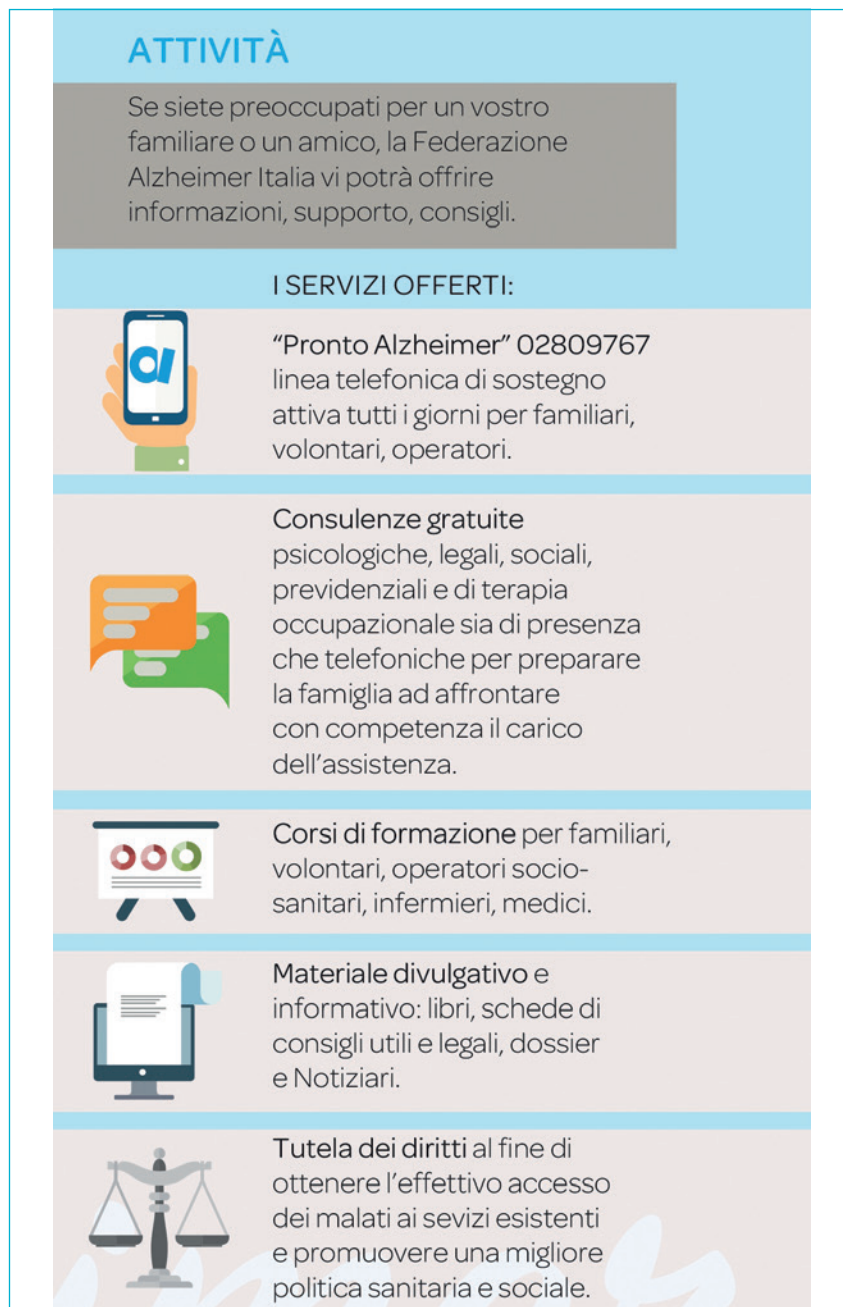 ATTIVITÀ
Se siete preoccupati per un vostro
familiare o un amico, la Federazione
Alzheimer Italia vi potrà offrire
informazioni, supporto, consigli.
I SERVIZI OFFERTI:
“Pronto Alzheimer” 02809767
linea telefonica di sostegno
attiva tutti i giorni per familiari,
volontari, operatori.
Consulenze gratuite
psicologiche, legali, sociali,
previdenziali e di terapia
occupazionale sia di presenza
che telefoniche per preparare
la famiglia ad affrontare
con competenza il carico
dell’assistenza.
Corsi di formazione per familiari,
volontari, operatori socio-
sanitari, infermieri, medici.
Materiale divulgativo e
informativo: libri, schede di
consigli utili e legali, dossier
e Notiziari.
Tutela dei diritti al fine di
ottenere l’effettivo accesso
dei malati ai sevizi esistenti
e promuovere una migliore
politica sanitaria e sociale.